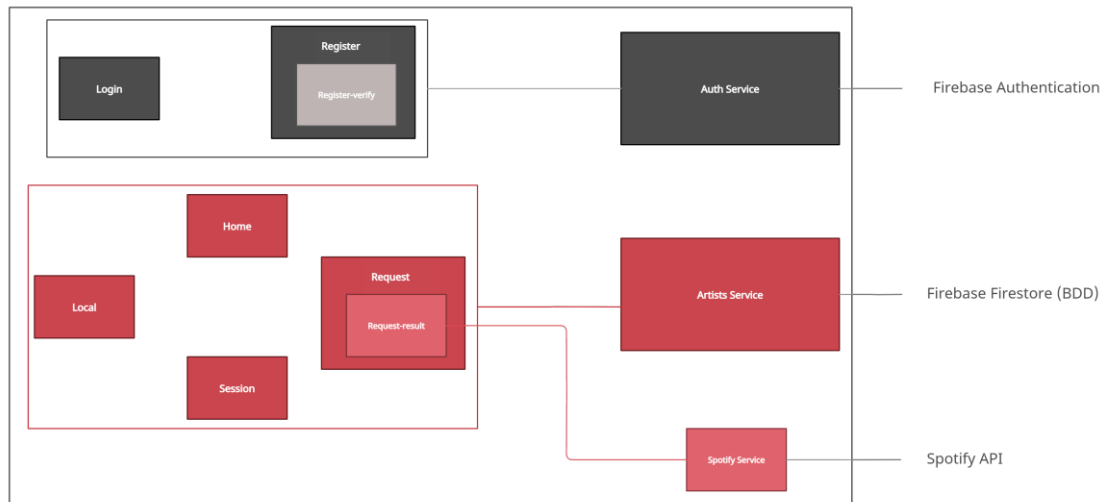 Register
Login
Register-verify
Auth Service
Firebase Authentication
Home
Request
Local
Request-result
Session
Artists Service
Firebase Firestore (BDD)
Spotify Service
Spotify API